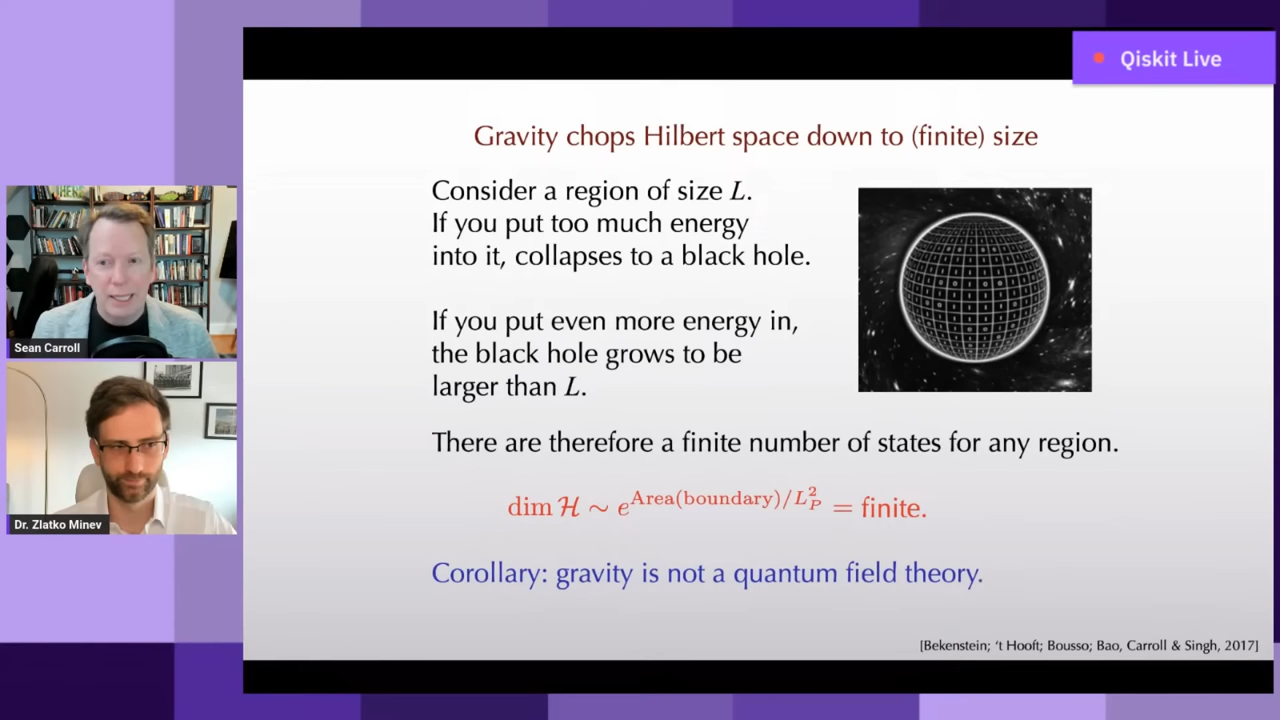 Qiskit Live
Gravity chops Hilbert space down to (finite) size
Consider a region of size L.
If you put too much energy
into it, collapses to a black hole.
If you put even more energy in,
the black hole grows to be
larger than L.
There are therefore a finite number of states for any region.
dim ℋ ~ e^{Area(boundary)/L_P^2} = finite.
Corollary: gravity is not a quantum field theory.
[Bekenstein; 't Hooft; Bousso; Bao, Carroll & Singh, 2017]
Sean Carroll
Dr. Zlatko Minev